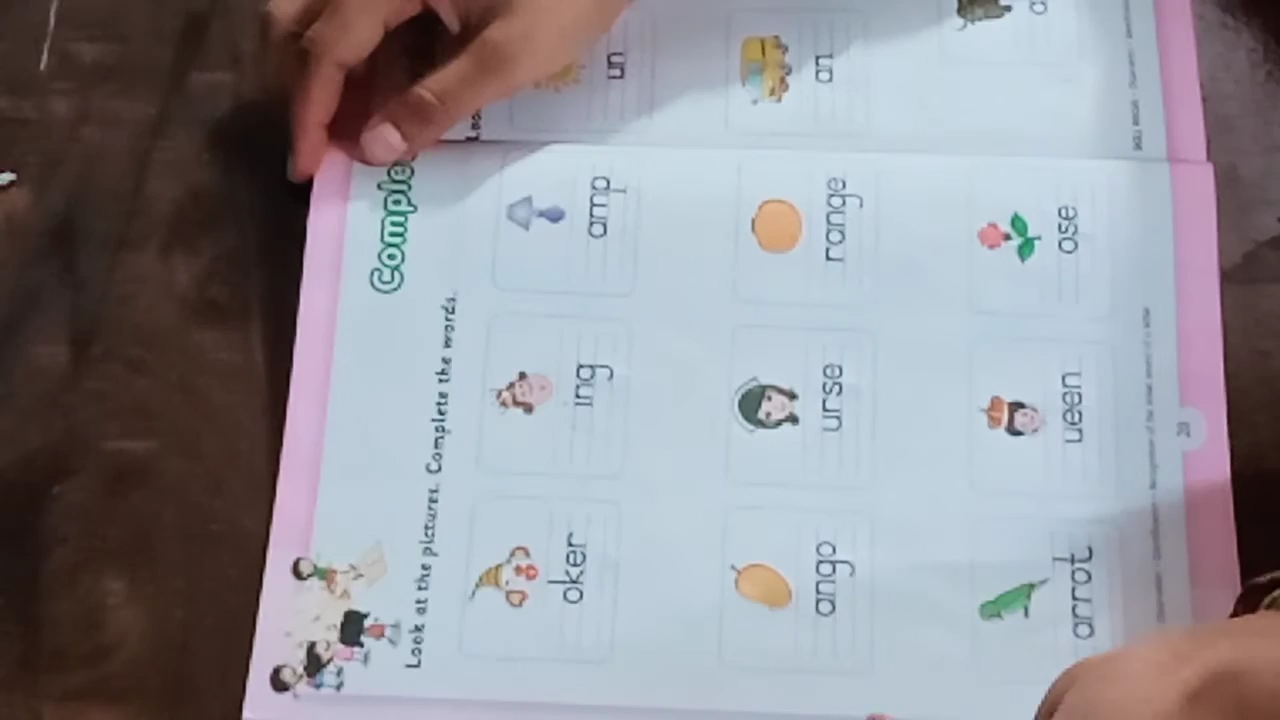 Comple
Look at the pictures. Complete the words.
oker
ing
amp
ango
urse
range
arrot
ueen
ose
28
un
an